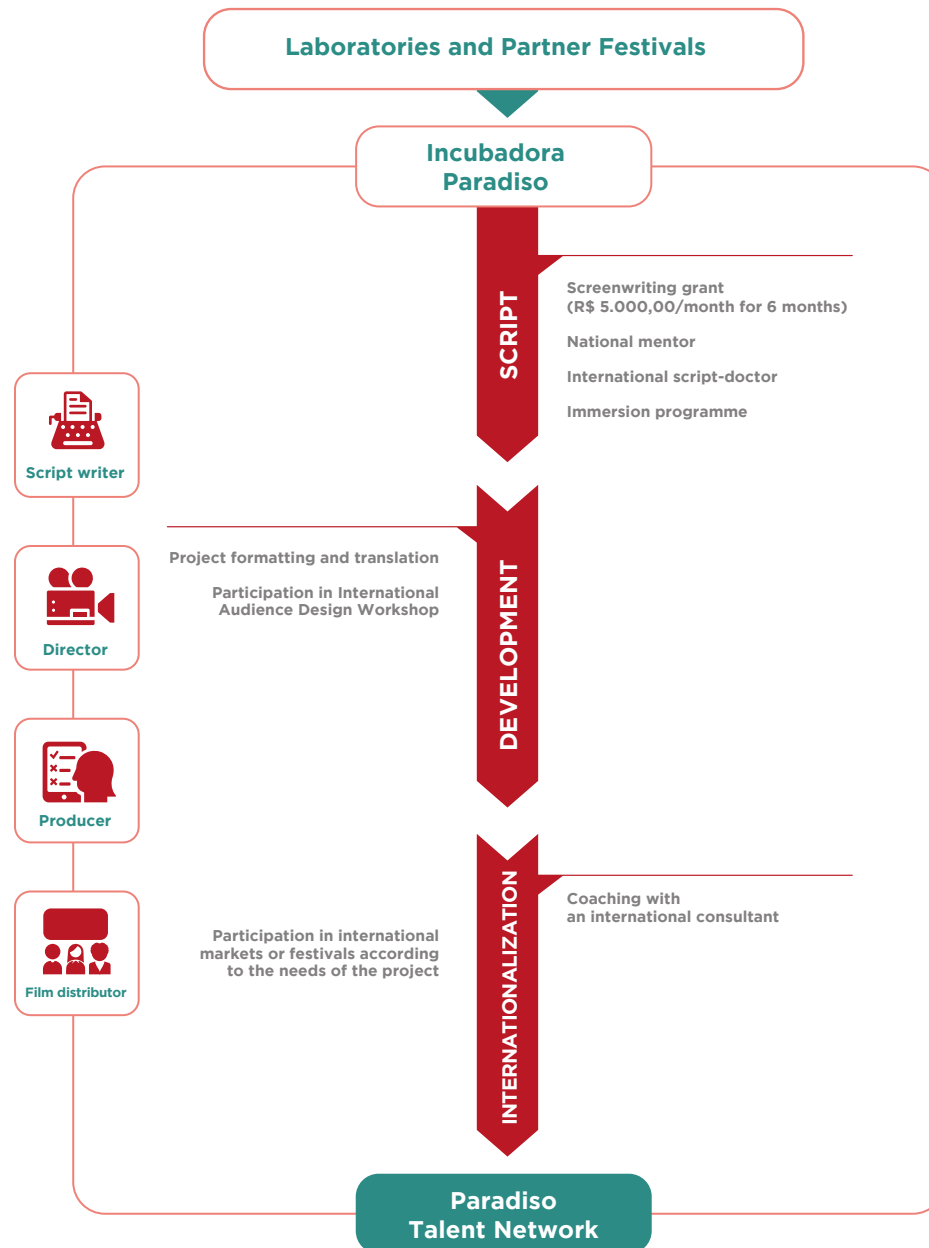 Laboratories and Partner Festivals
Incubadora
Paradiso
SCRIPT
Screenwriting grant
(R$ 5.000,00/month for 6 months)
National mentor
International script-doctor
Immersion programme
Script writer
Director
Producer
Film distributor
DEVELOPMENT
Project formatting and translation
Participation in International
Audience Design Workshop
INTERNATIONALIZATION
Coaching with
an international consultant
Participation in international
markets or festivals according
to the needs of the project
Paradiso
Talent Network